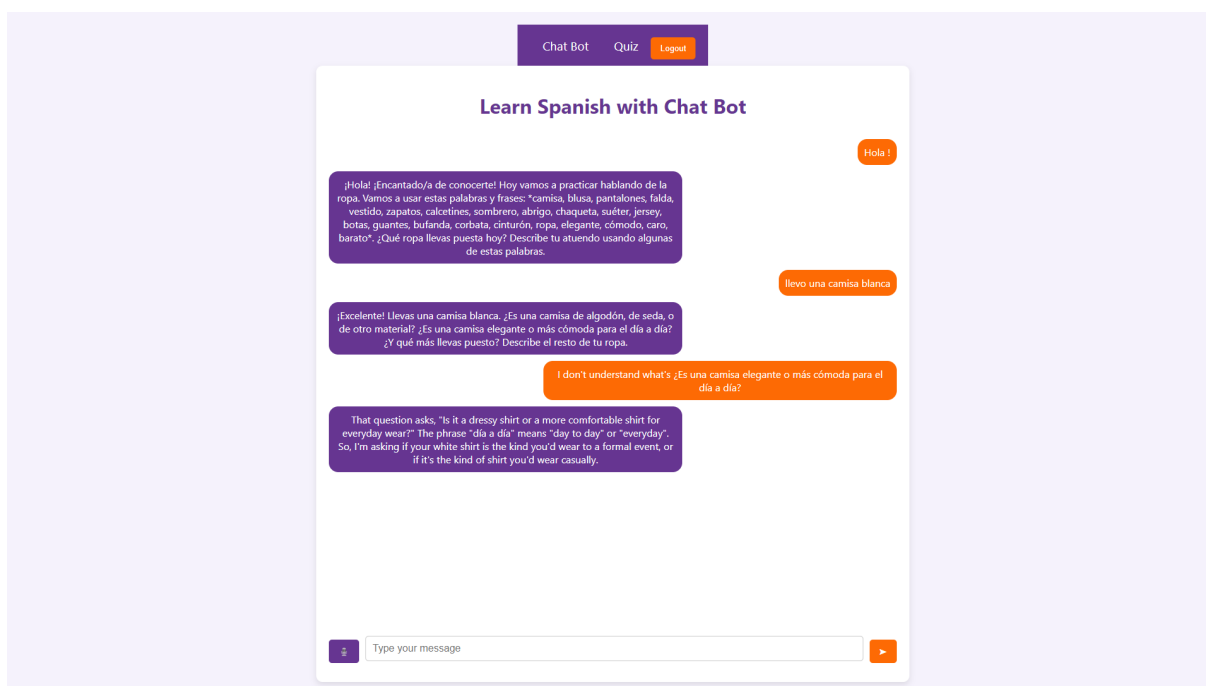 Chat Bot Quiz Logout
Learn Spanish with Chat Bot
Hola !
¡Hola! ¡Encantado/a de conocerte! Hoy vamos a practicar hablando de la
ropa. Vamos a usar estas palabras y frases: *camisa, blusa, pantalones, falda,
vestido, zapatos, calcetines, sombrero, abrigo, chaqueta, suéter, jersey,
botas, guantes, bufanda, corbata, cinturón, ropa, elegante, cómodo, caro,
barato*. ¿Qué ropa llevas puesta hoy? Describe tu atuendo usando algunas
de estas palabras.
llevo una camisa blanca
¡Excelente! Llevas una camisa blanca. ¿Es una camisa de algodón, de seda, o
de otro material? ¿Es una camisa elegante o más cómoda para el día a día?
¿Y qué más llevas puesto? Describe el resto de tu ropa.
I don't understand what's ¿Es una camisa elegante o más cómoda para el
día a día?
That question asks, "Is it a dressy shirt or a more comfortable shirt for
everyday wear?" The phrase "día a día" means "day to day" or "everyday".
So, I'm asking if your white shirt is the kind you'd wear to a formal event, or
if it's the kind of shirt you'd wear casually.
Type your message